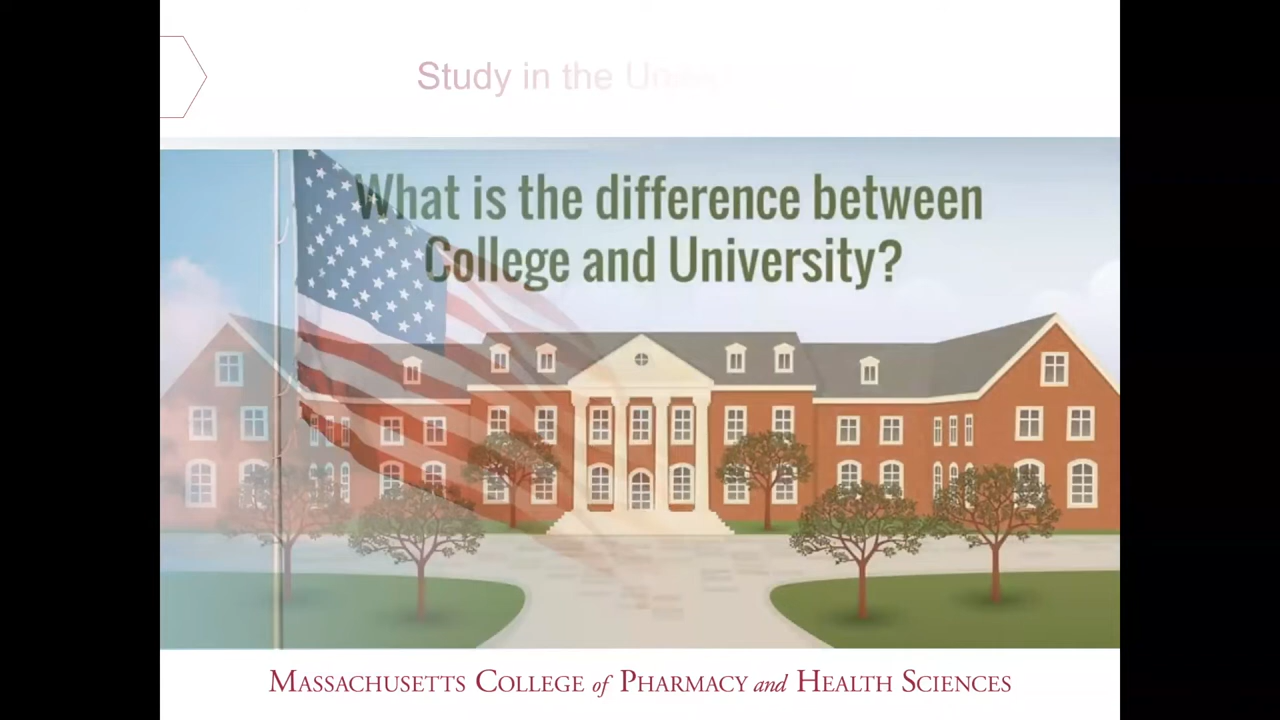 Study in the
What is the difference between
College and University?
MASSACHUSETTS COLLEGE of PHARMACY and HEALTH SCIENCES